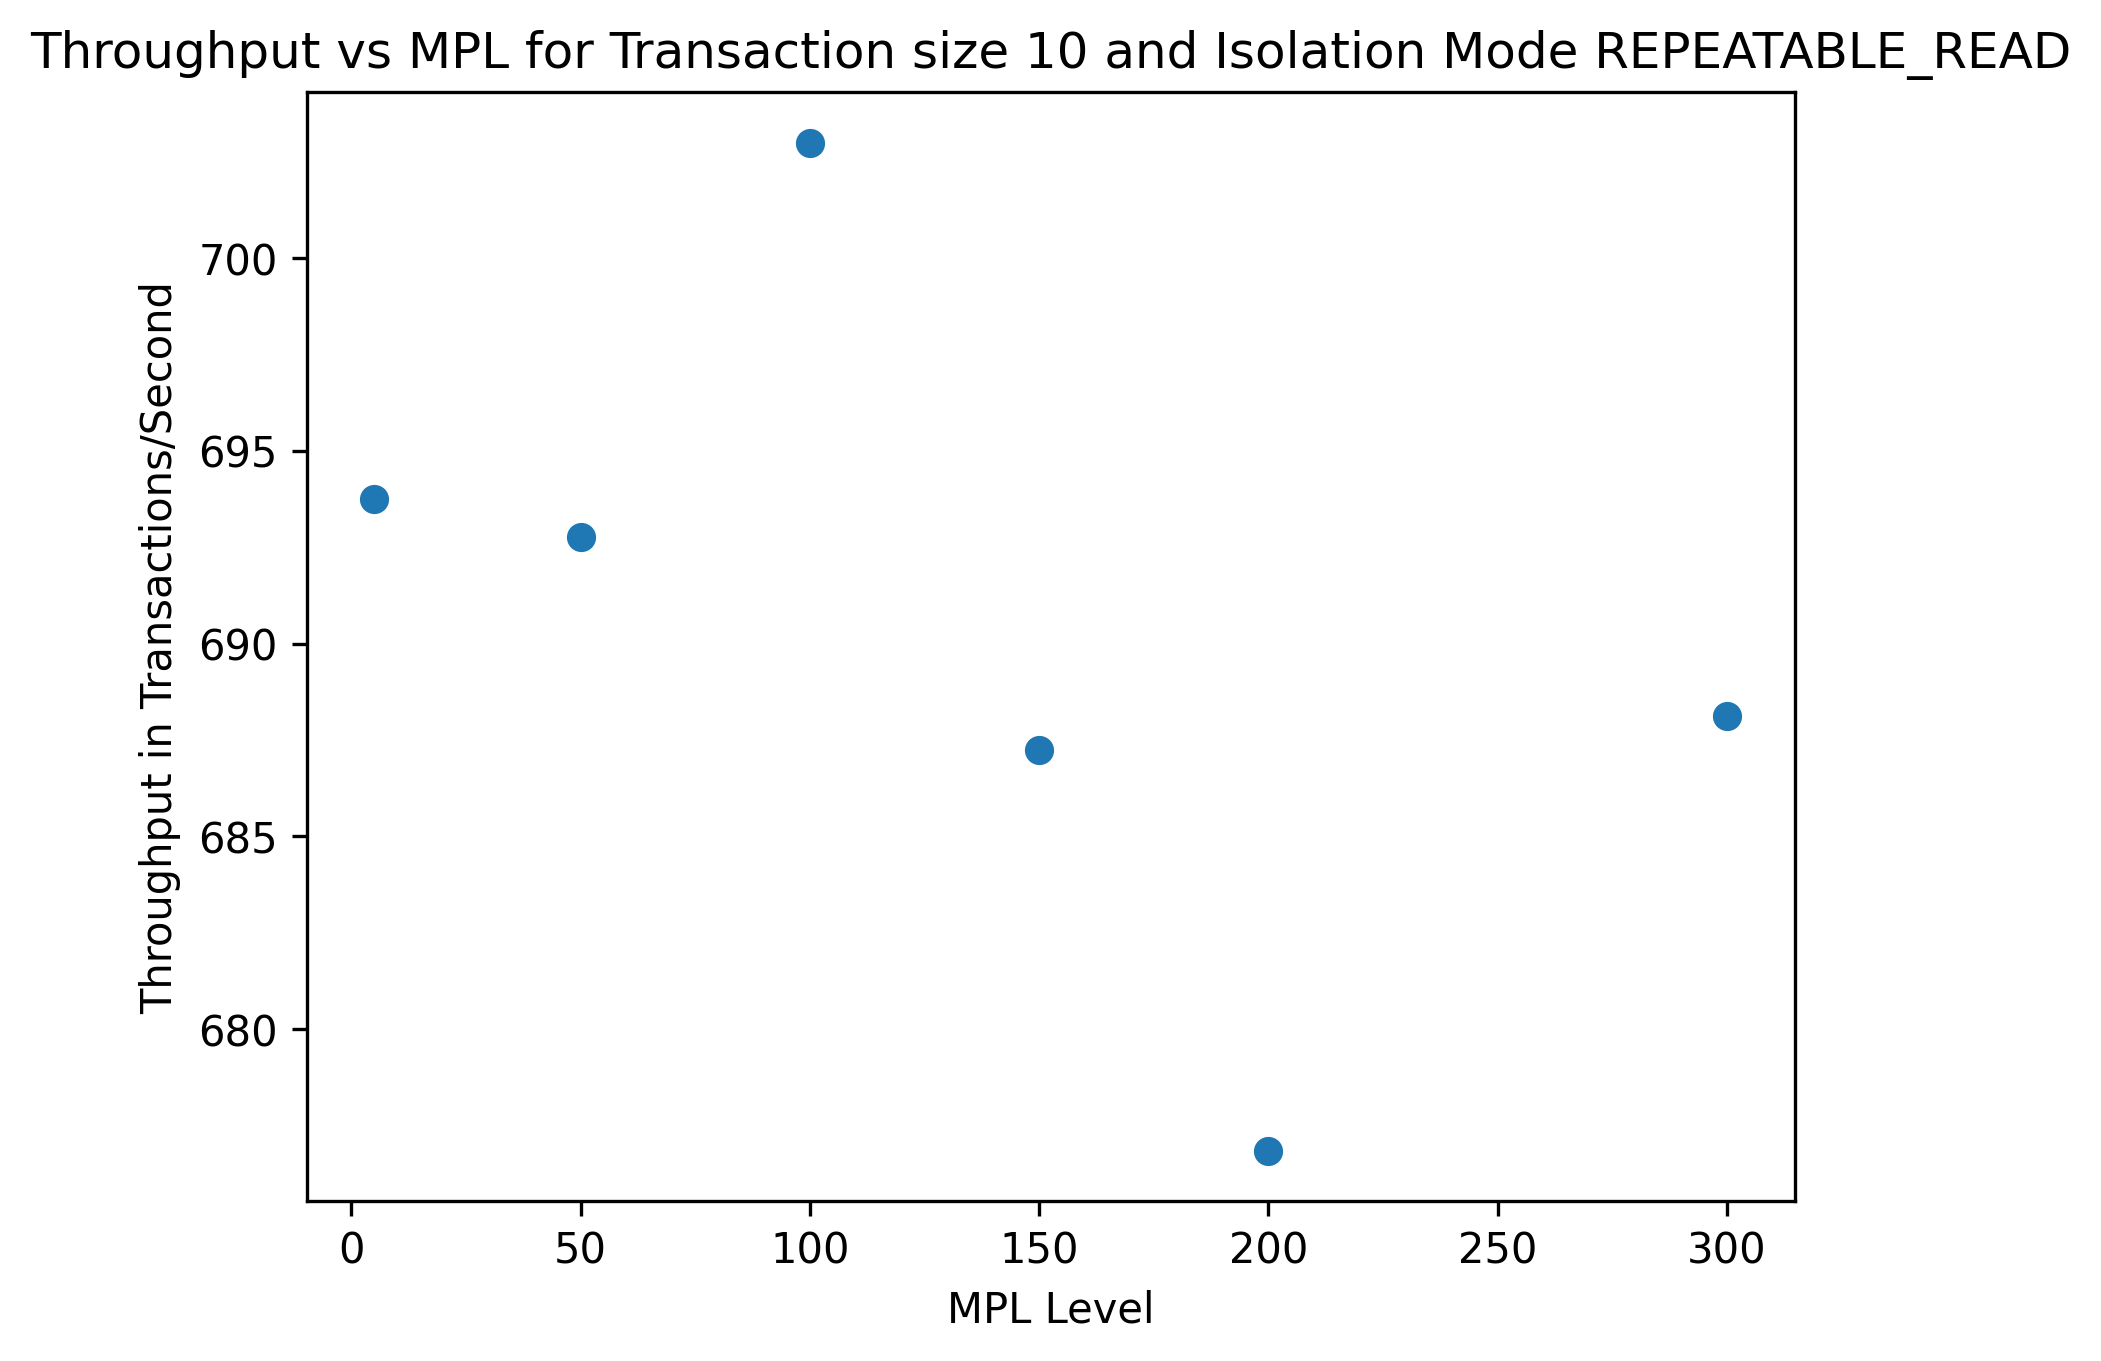 Throughput vs MPL for Transaction size 10 and Isolation Mode REPEATABLE_READ
Throughput in Transactions/Second
700
695
690
685
680
0 50 100 150 200 250 300
MPL Level